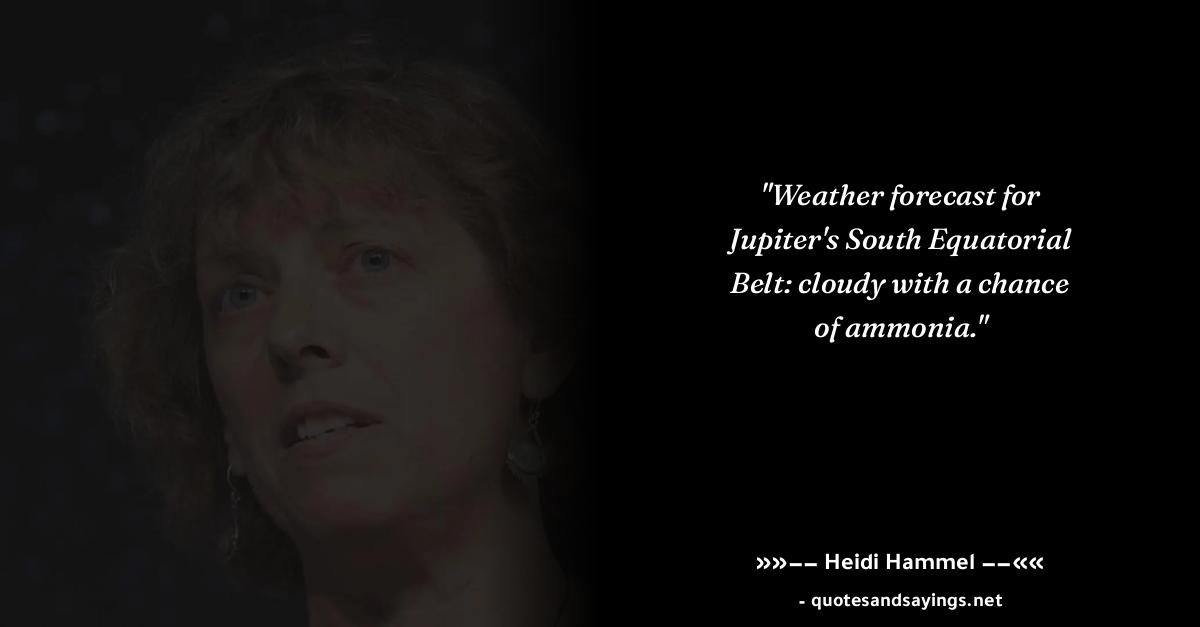 "Weather forecast for
Jupiter's South Equatorial
Belt: cloudy with a chance
of ammonia."
»»–– Heidi Hammel ––««
- quotesandsayings.net